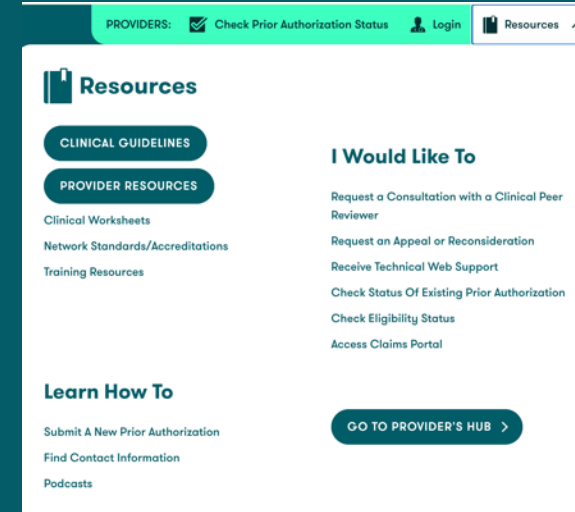 PROVIDERS: Check Prior Authorization Status Login Resources
Resources
CLINICAL GUIDELINES
PROVIDER RESOURCES
Clinical Worksheets
Network Standards/Accreditations
Training Resources
I Would Like To
Request a Consultation with a Clinical Peer
Reviewer
Request an Appeal or Reconsideration
Receive Technical Web Support
Check Status Of Existing Prior Authorization
Check Eligibility Status
Access Claims Portal
Learn How To
Submit A New Prior Authorization
Find Contact Information
Podcasts
GO TO PROVIDER'S HUB >